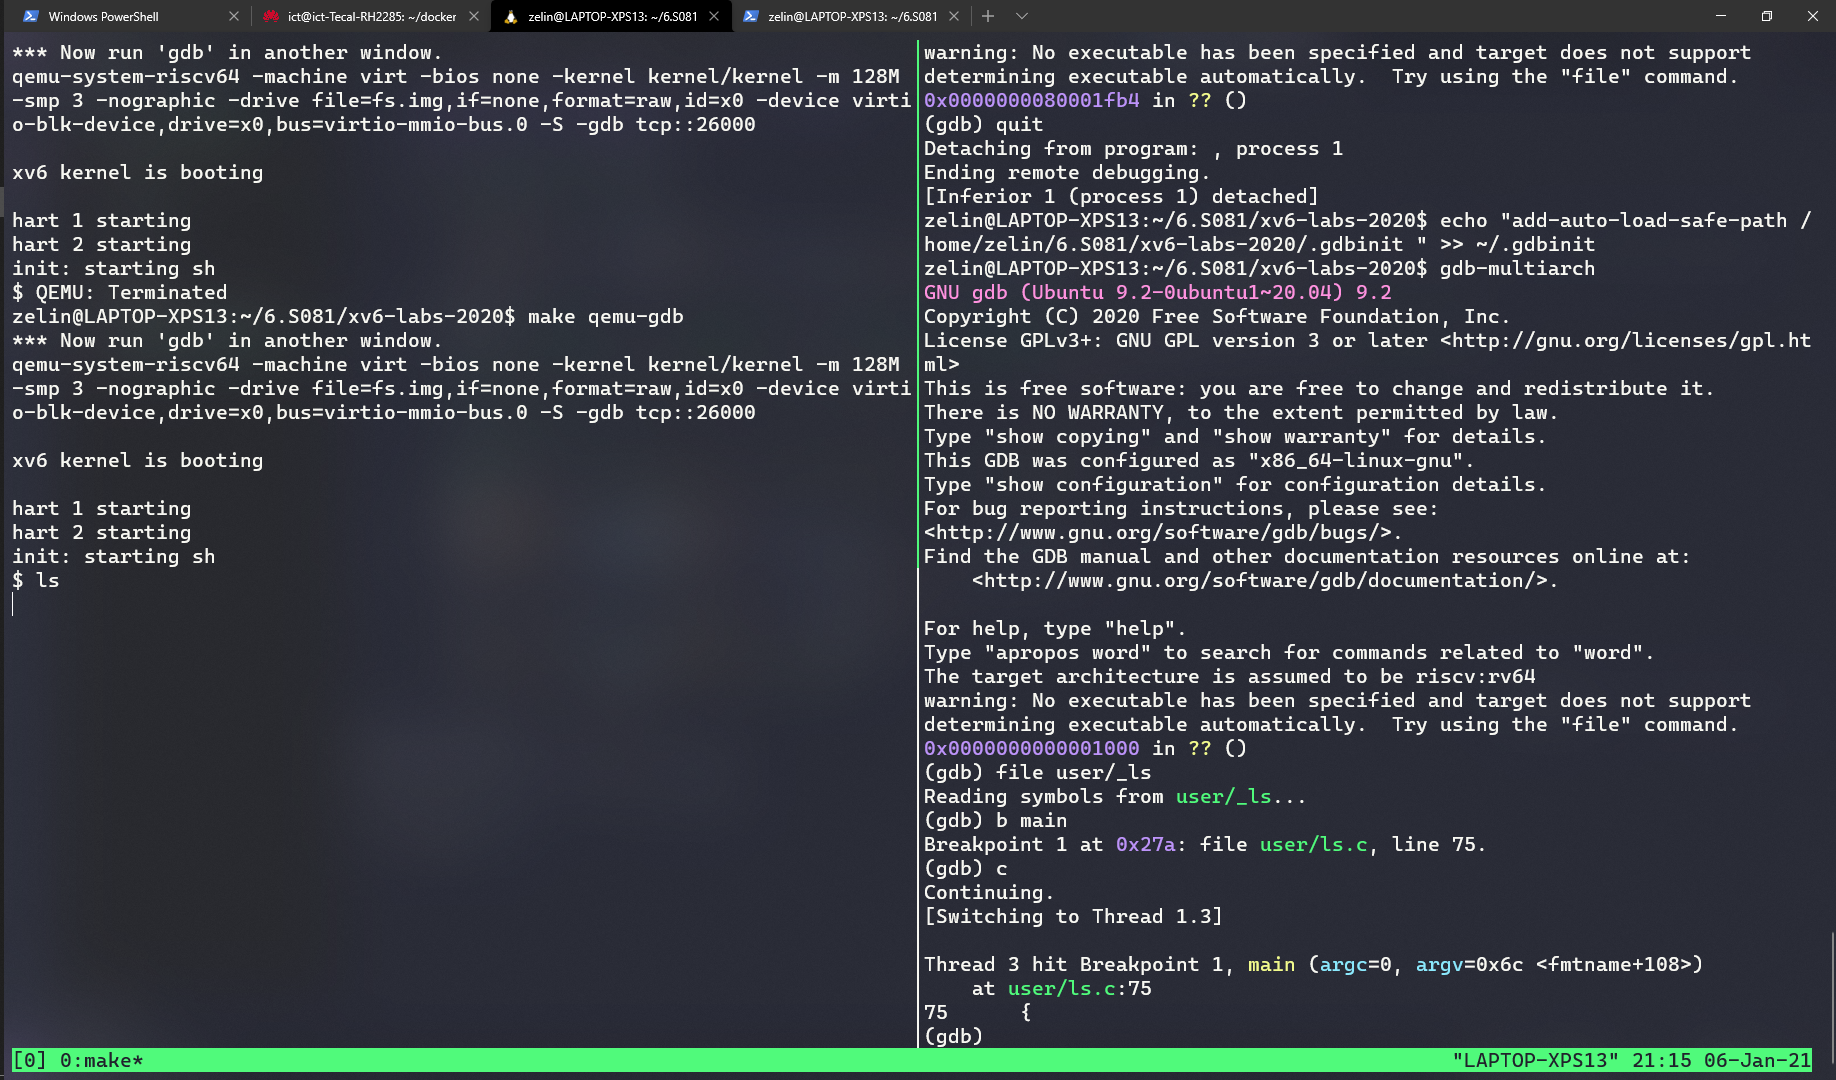 Windows PowerShell
ict@ict-Tecal-RH2285: ~/docker
zelin@LAPTOP-XPS13: ~/6.S081
zelin@LAPTOP-XPS13: ~/6.S081
*** Now run 'gdb' in another window.
qemu-system-riscv64 -machine virt -bios none -kernel kernel/kernel -m 128M
-smp 3 -nographic -drive file=fs.img,if=none,format=raw,id=x0 -device virti
o-blk-device,drive=x0,bus=virtio-mmio-bus.0 -S -gdb tcp::26000
xv6 kernel is booting
hart 1 starting
hart 2 starting
init: starting sh
$ QEMU: Terminated
zelin@LAPTOP-XPS13:~/6.S081/xv6-labs-2020$ make qemu-gdb
*** Now run 'gdb' in another window.
qemu-system-riscv64 -machine virt -bios none -kernel kernel/kernel -m 128M
-smp 3 -nographic -drive file=fs.img,if=none,format=raw,id=x0 -device virti
o-blk-device,drive=x0,bus=virtio-mmio-bus.0 -S -gdb tcp::26000
xv6 kernel is booting
hart 1 starting
hart 2 starting
init: starting sh
$ ls
warning: No executable has been specified and target does not support
determining executable automatically.  Try using the "file" command.
0x0000000080001fb4 in ?? ()
(gdb) quit
Detaching from program: , process 1
Ending remote debugging.
[Inferior 1 (process 1) detached]
zelin@LAPTOP-XPS13:~/6.S081/xv6-labs-2020$ echo "add-auto-load-safe-path /
home/zelin/6.S081/xv6-labs-2020/.gdbinit " >> ~/.gdbinit
zelin@LAPTOP-XPS13:~/6.S081/xv6-labs-2020$ gdb-multiarch
GNU gdb (Ubuntu 9.2-0ubuntu1~20.04) 9.2
Copyright (C) 2020 Free Software Foundation, Inc.
License GPLv3+: GNU GPL version 3 or later <http://gnu.org/licenses/gpl.ht
ml>
This is free software: you are free to change and redistribute it.
There is NO WARRANTY, to the extent permitted by law.
Type "show copying" and "show warranty" for details.
This GDB was configured as "x86_64-linux-gnu".
Type "show configuration" for configuration details.
For bug reporting instructions, please see:
<http://www.gnu.org/software/gdb/bugs/>.
Find the GDB manual and other documentation resources online at:
    <http://www.gnu.org/software/gdb/documentation/>.
For help, type "help".
Type "apropos word" to search for commands related to "word".
The target architecture is assumed to be riscv:rv64
warning: No executable has been specified and target does not support
determining executable automatically.  Try using the "file" command.
0x0000000000001000 in ?? ()
(gdb) file user/_ls
Reading symbols from user/_ls...
(gdb) b main
Breakpoint 1 at 0x27a: file user/ls.c, line 75.
(gdb) c
Continuing.
[Switching to Thread 1.3]
Thread 3 hit Breakpoint 1, main (argc=0, argv=0x6c <fmtname+108>)
    at user/ls.c:75
75      {
(gdb)
[0] 0:make*
"LAPTOP-XPS13" 21:15 06-Jan-21